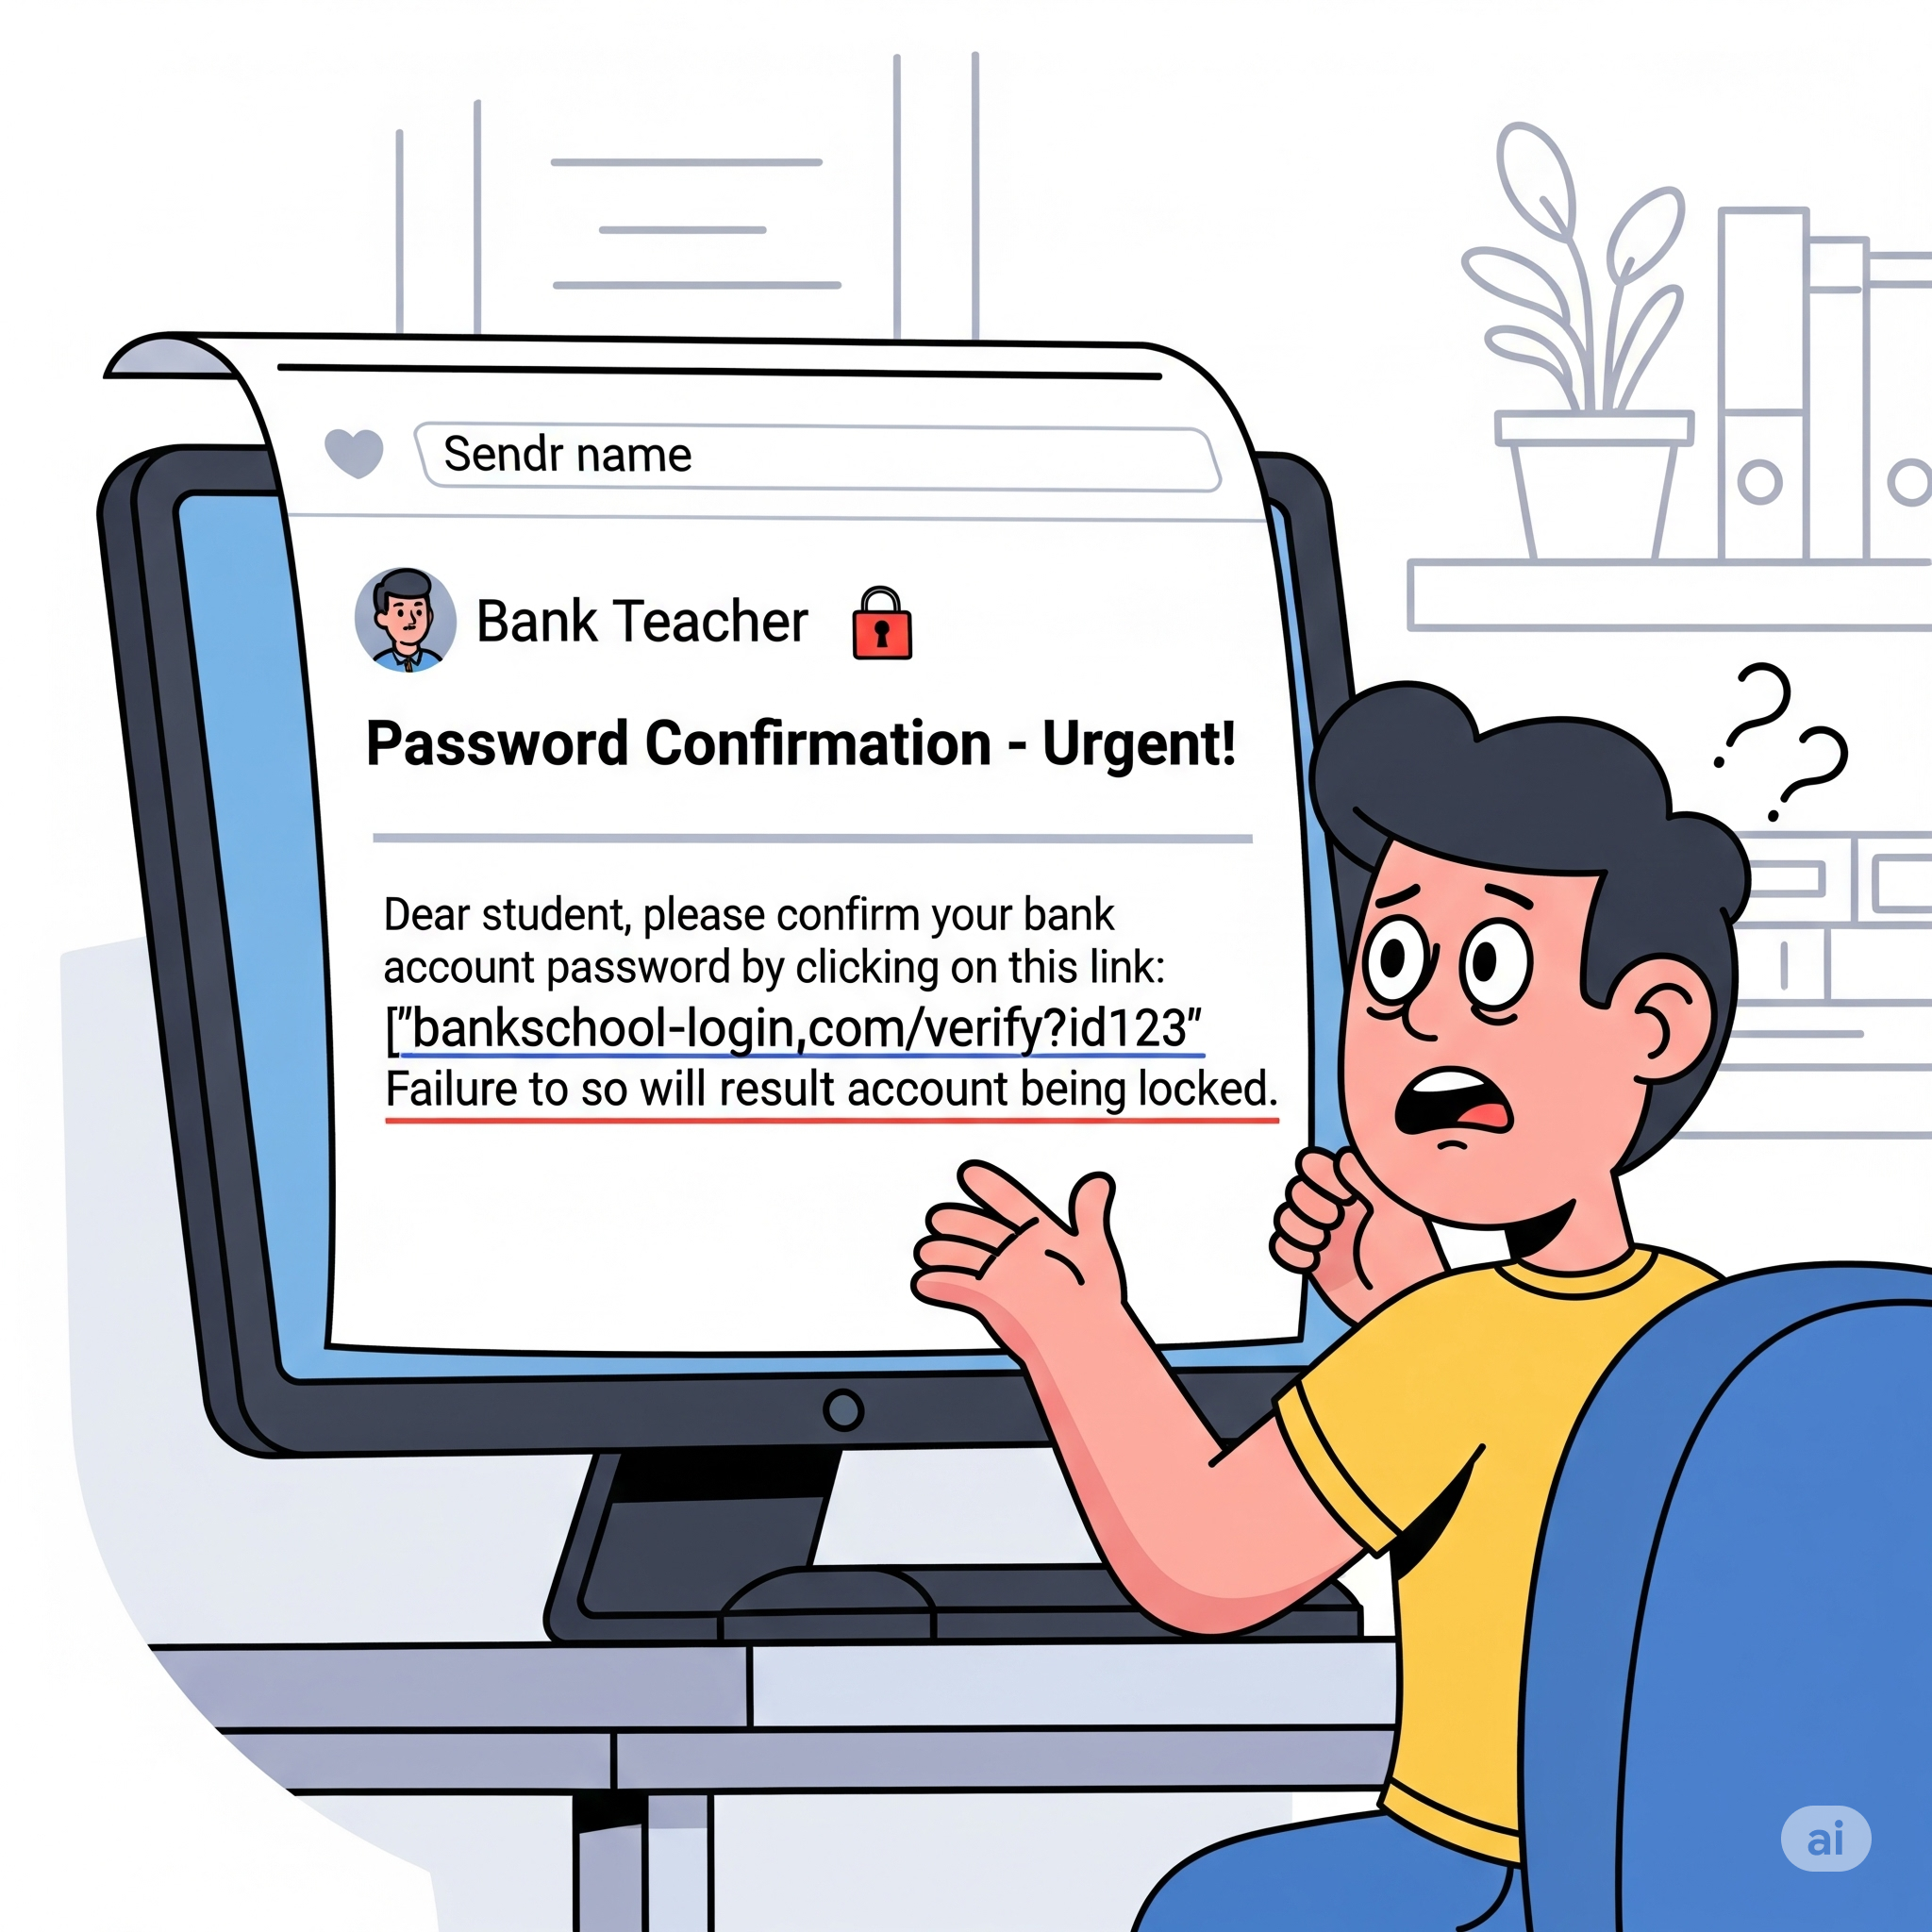 Sendr name
Bank Teacher
Password Confirmation - Urgent!
Dear student, please confirm your bank
account password by clicking on this link:
["bankschool-login,com/verify?id123"
Failure to so will result account being locked.
ai